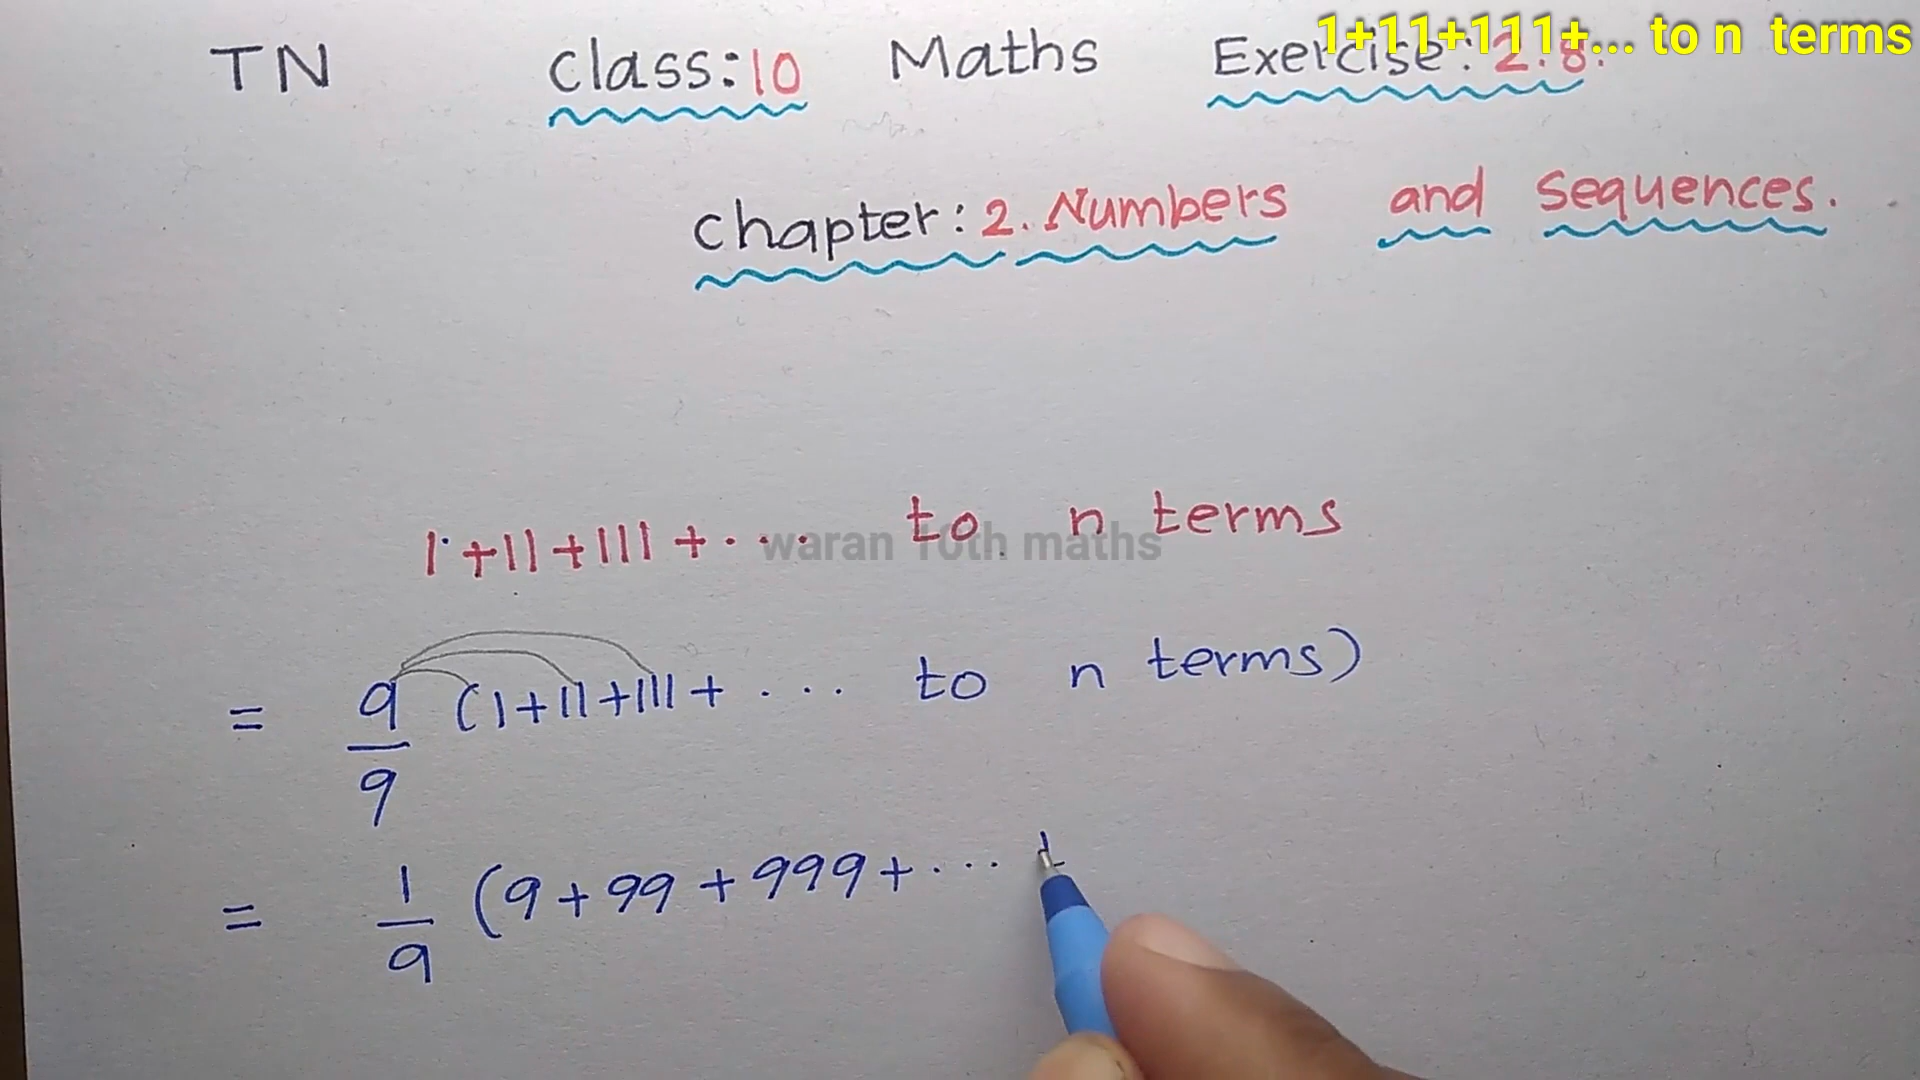 1+11+111+... to n terms
TN Class:10 Maths Exercise:2.8.
Chapter:2.Numbers and Sequences.
1+11+111+.... to n terms
waran 10th maths
= 9/9 (1+11+111+ ... to n terms)
= 1/9 (9+99+999+... t